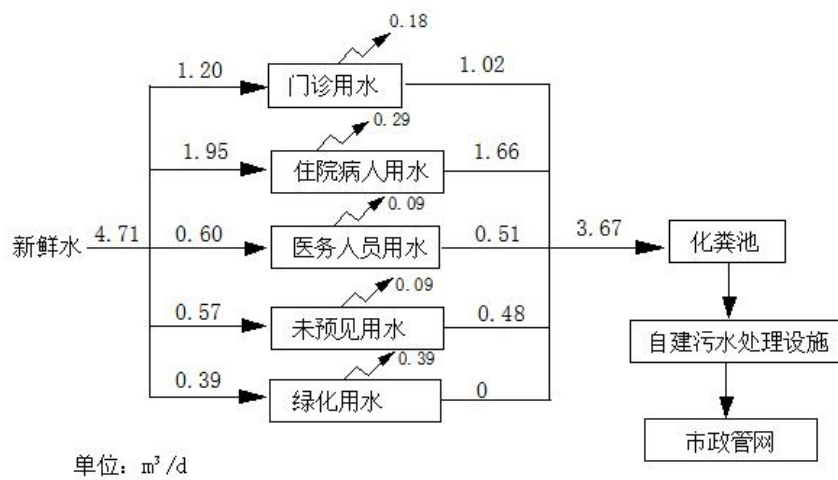 0.18
1.20
门诊用水
1.02
0.29
1.95
住院病人用水
1.66
0.09
新鲜水
4.71
0.60
医务人员用水
0.51
3.67
化粪池
0.09
0.57
未预见用水
0.48
自建污水处理设施
0.39
0.39
绿化用水
0
市政管网
单位：m³/d